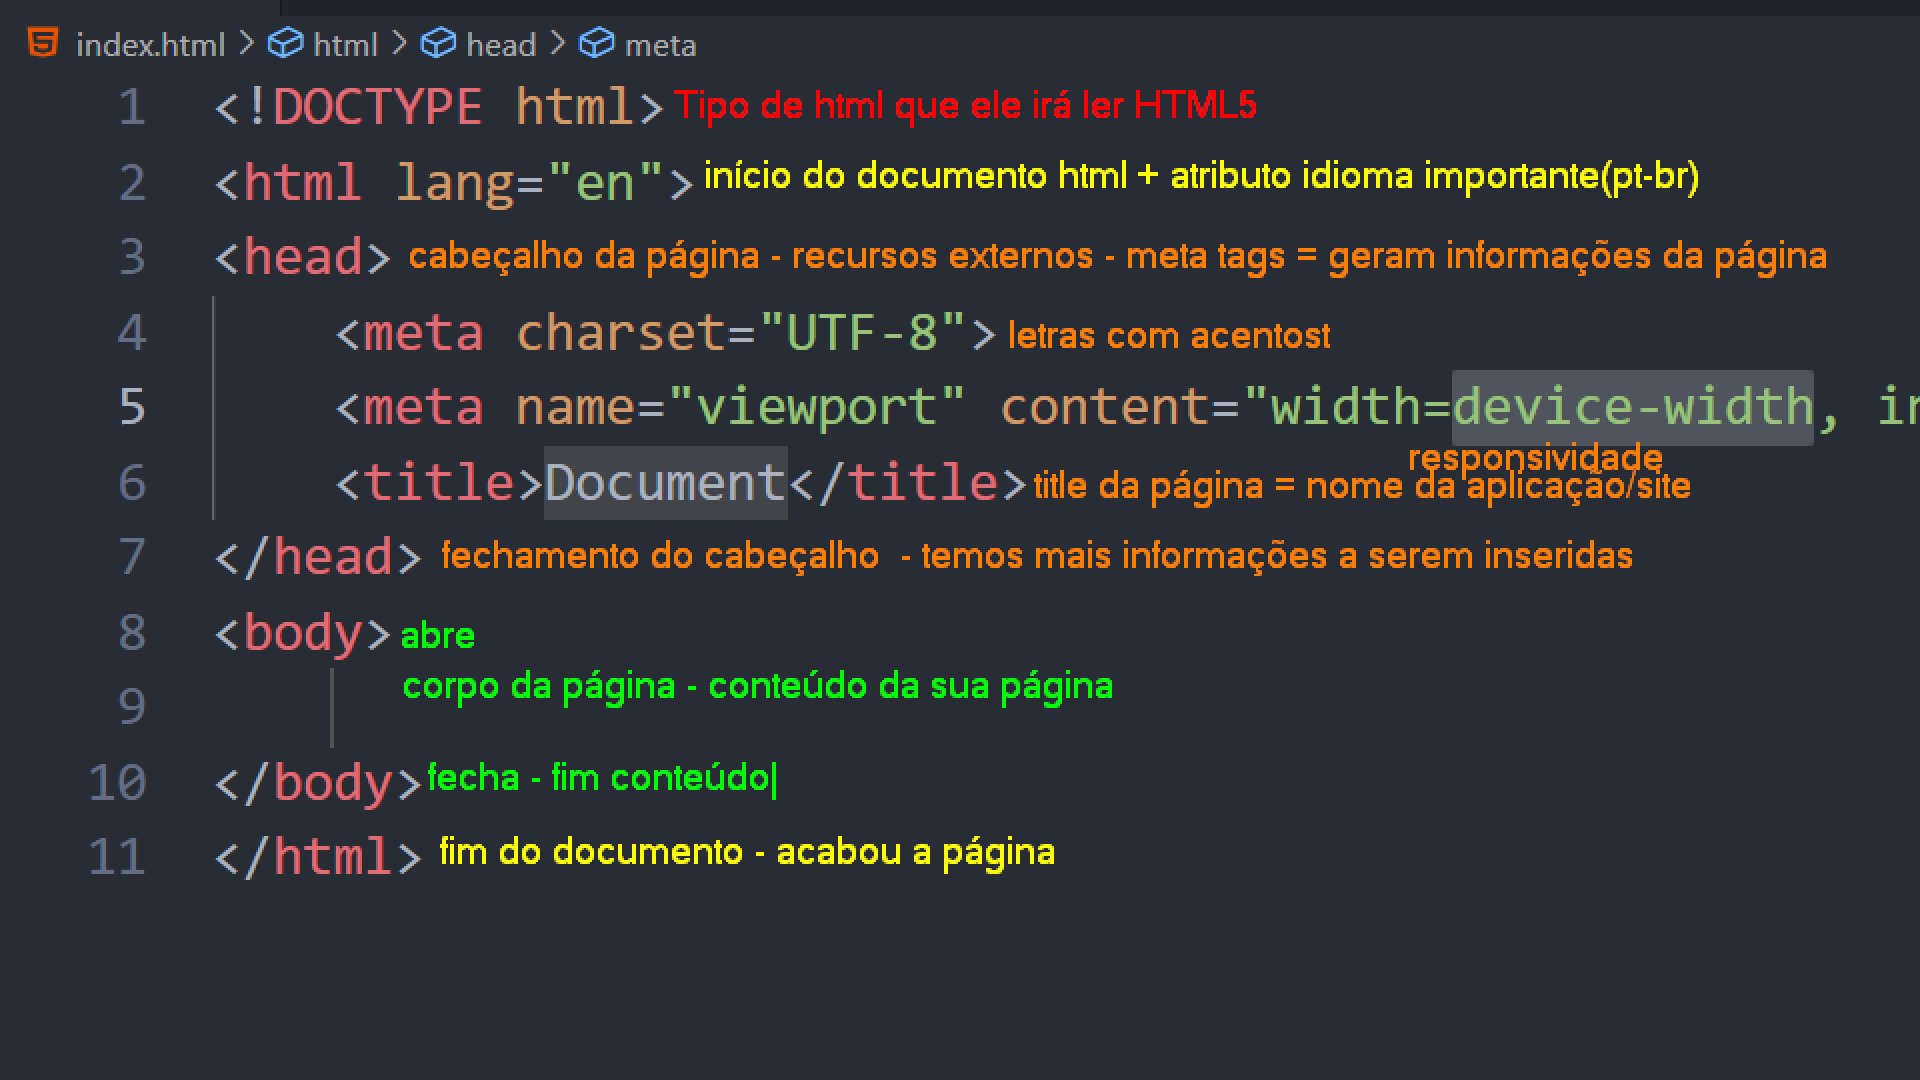 index.html > html > head > meta
1 <!DOCTYPE html> Tipo de html que ele irá ler HTML5
2 <html lang="en"> início do documento html + atributo idioma importante(pt-br)
3 <head> cabeçalho da página - recursos externos - meta tags = geram informações da página
4 <meta charset="UTF-8"> letras com acentost
5 <meta name="viewport" content="width=device-width, in
responsividade
6 <title>Document</title> title da página = nome da aplicação/site
7 </head> fechamento do cabeçalho - temos mais informações a serem inseridas
8 <body> abre
9 corpo da página - conteúdo da sua página
10 </body> fecha - fim conteúdo
11 </html> fim do documento - acabou a página